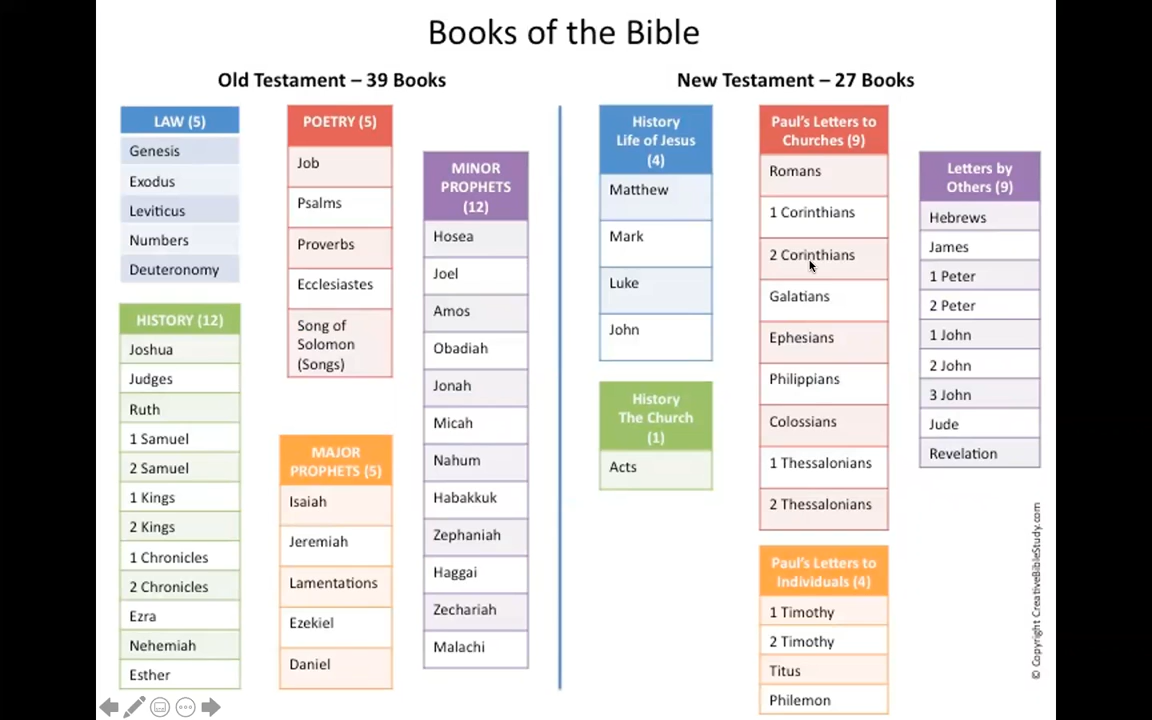 Books of the Bible
Old Testament – 39 Books
LAW (5)
Genesis
Exodus
Leviticus
Numbers
Deuteronomy
HISTORY (12)
Joshua
Judges
Ruth
1 Samuel
2 Samuel
1 Kings
2 Kings
1 Chronicles
2 Chronicles
Ezra
Nehemiah
Esther
POETRY (5)
Job
Psalms
Proverbs
Ecclesiastes
Song of
Solomon
(Songs)
MAJOR
PROPHETS (5)
Isaiah
Jeremiah
Lamentations
Ezekiel
Daniel
MINOR
PROPHETS
(12)
Hosea
Joel
Amos
Obadiah
Jonah
Micah
Nahum
Habakkuk
Zephaniah
Haggai
Zechariah
Malachi
New Testament – 27 Books
History
Life of Jesus
(4)
Matthew
Mark
Luke
John
History
The Church
(1)
Acts
Paul's Letters to
Churches (9)
Romans
1 Corinthians
2 Corinthians
Galatians
Ephesians
Philippians
Colossians
1 Thessalonians
2 Thessalonians
Paul's Letters to
Individuals (4)
1 Timothy
2 Timothy
Titus
Philemon
Letters by
Others (9)
Hebrews
James
1 Peter
2 Peter
1 John
2 John
3 John
Jude
Revelation
© Copyright CreativeBibleStudy.com